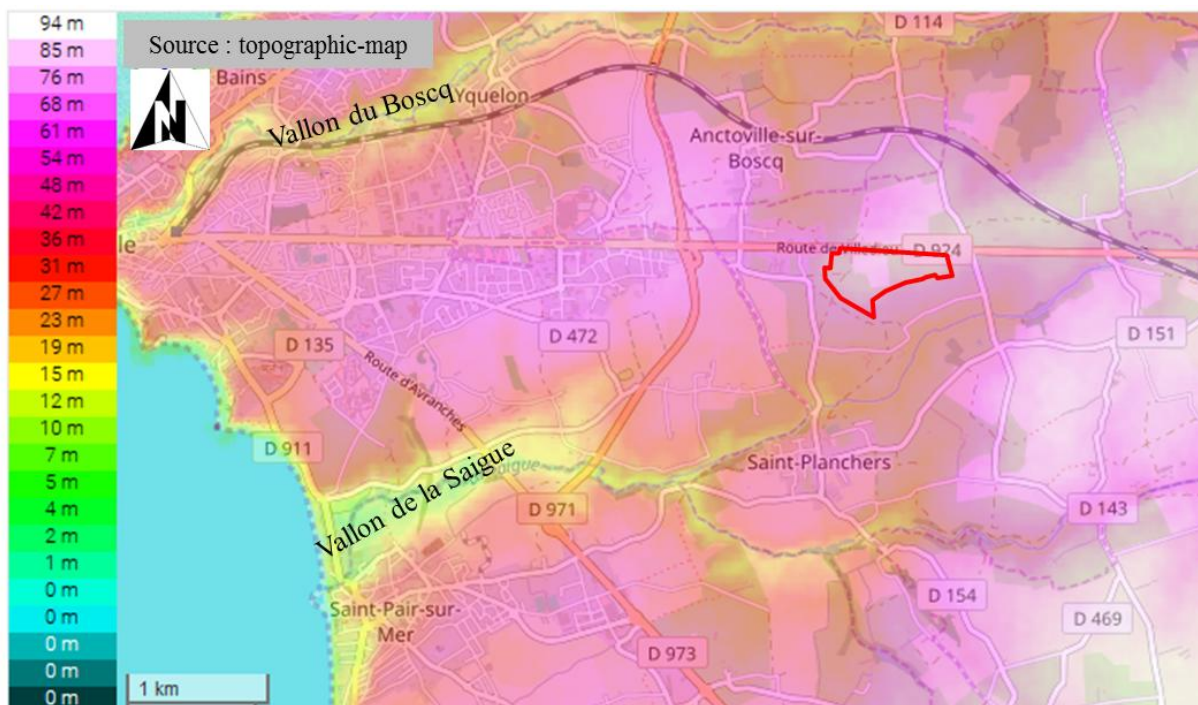 94 m
85 m
76 m
68 m
61 m
54 m
48 m
42 m
36 m
31 m
27 m
23 m
19 m
15 m
12 m
10 m
7 m
5 m
4 m
2 m
1 m
0 m
0 m
0 m
0 m
0 m
Source : topographic-map
N
Bains
D 114
Vallon du Boscq
Yquelon
Anctoville-sur-
Boscq
le
Route de Villedieu
D 924
D 135
D 472
D 151
Route d'Avranches
D 911
Saint-Planchers
Vallon de la Saigue
D 971
D 143
Saint-Pair-sur-
Mer
D 154
D 469
D 973
1 km